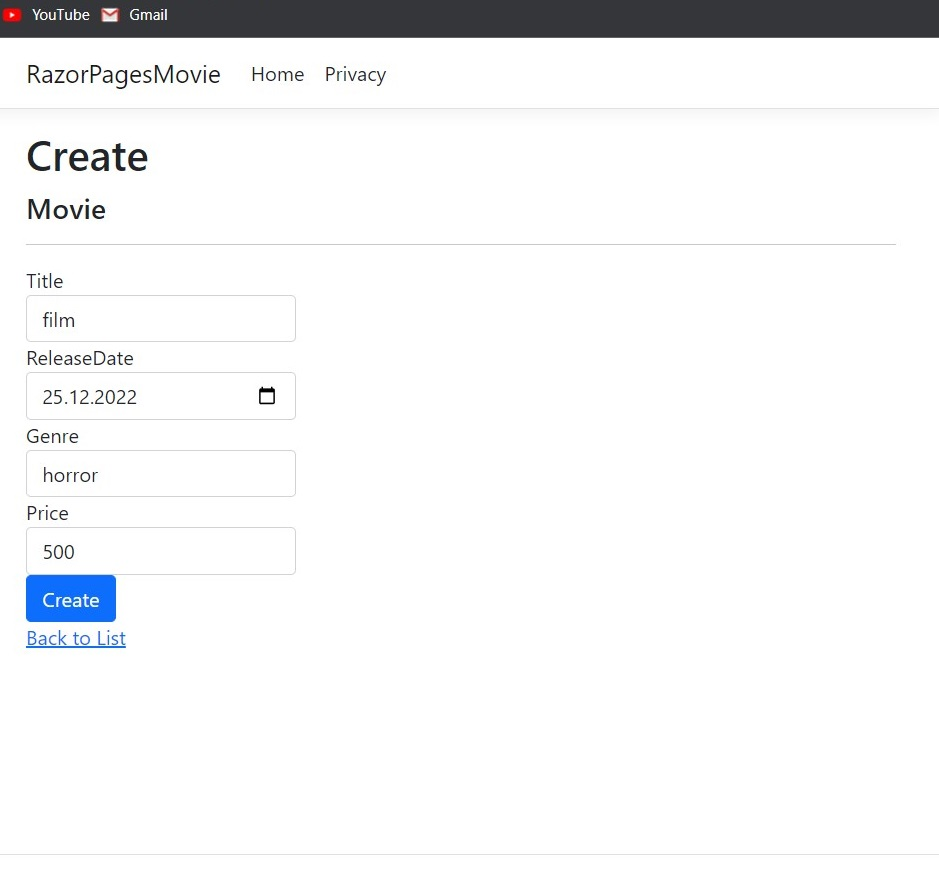 YouTube Gmail
RazorPagesMovie Home Privacy
Create
Movie
Title
film
ReleaseDate
25.12.2022
Genre
horror
Price
500
Create
Back to List